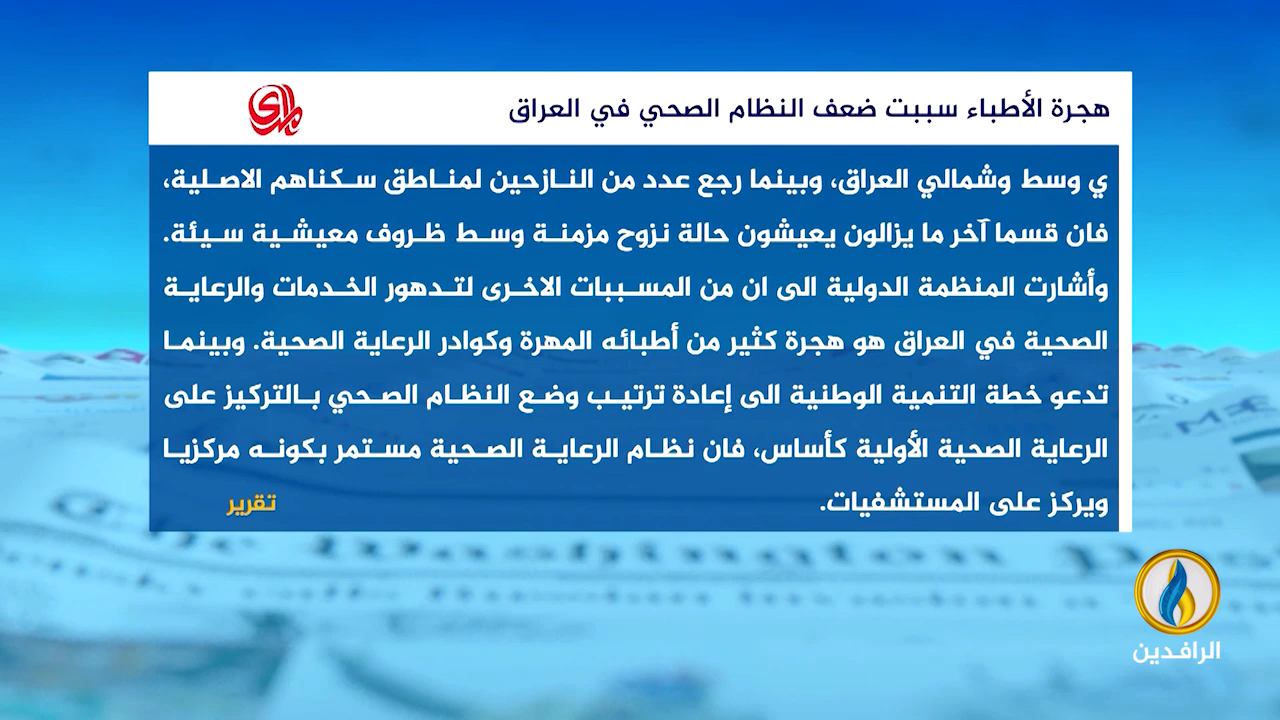 هجرة الأطباء سببت ضعف النظام الصحي في العراق
المدى
ي وسط وشمالي العراق، وبينما رجع عدد من النازحين لمناطق سكناهم الاصلية،
فان قسما آخر ما يزالون يعيشون حالة نزوح مزمنة وسط ظروف معيشية سيئة.
وأشارت المنظمة الدولية الى ان من المسببات الاخرى لتدهور الخدمات والرعاية
الصحية في العراق هو هجرة كثير من أطبائه المهرة وكوادر الرعاية الصحية. وبينما
تدعو خطة التنمية الوطنية الى إعادة ترتيب وضع النظام الصحي بالتركيز على
الرعاية الصحية الأولية كأساس، فان نظام الرعاية الصحية مستمر بكونه مركزيا
ويركز على المستشفيات.
تقرير
الرافدين